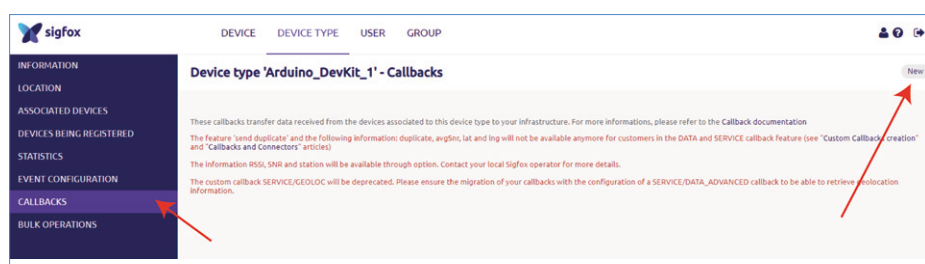 sigfox
DEVICE DEVICE TYPE USER GROUP
INFORMATION
LOCATION
ASSOCIATED DEVICES
DEVICES BEING REGISTERED
STATISTICS
EVENT CONFIGURATION
CALLBACKS
BULK OPERATIONS
Device type 'Arduino_DevKit_1' - Callbacks
New
These callbacks transfer data received from the devices associated to this device type to your infrastructure. For more informations, please refer to the Callback documentation
The feature 'send duplicate' and the following information: duplicate, avgSnr, lat and lng will not be available anymore for customers in the DATA and SERVICE callback feature (see "Custom Callbacks creation"
and "Callbacks and Connectors" articles)
The information RSSI, SNR and station will be available through option. Contact your local Sigfox operator for more details.
The custom callback SERVICE/GEOLOC will be deprecated. Please ensure the migration of your callbacks with the configuration of a SERVICE/DATA_ADVANCED callback to be able to retrieve geolocation
information.